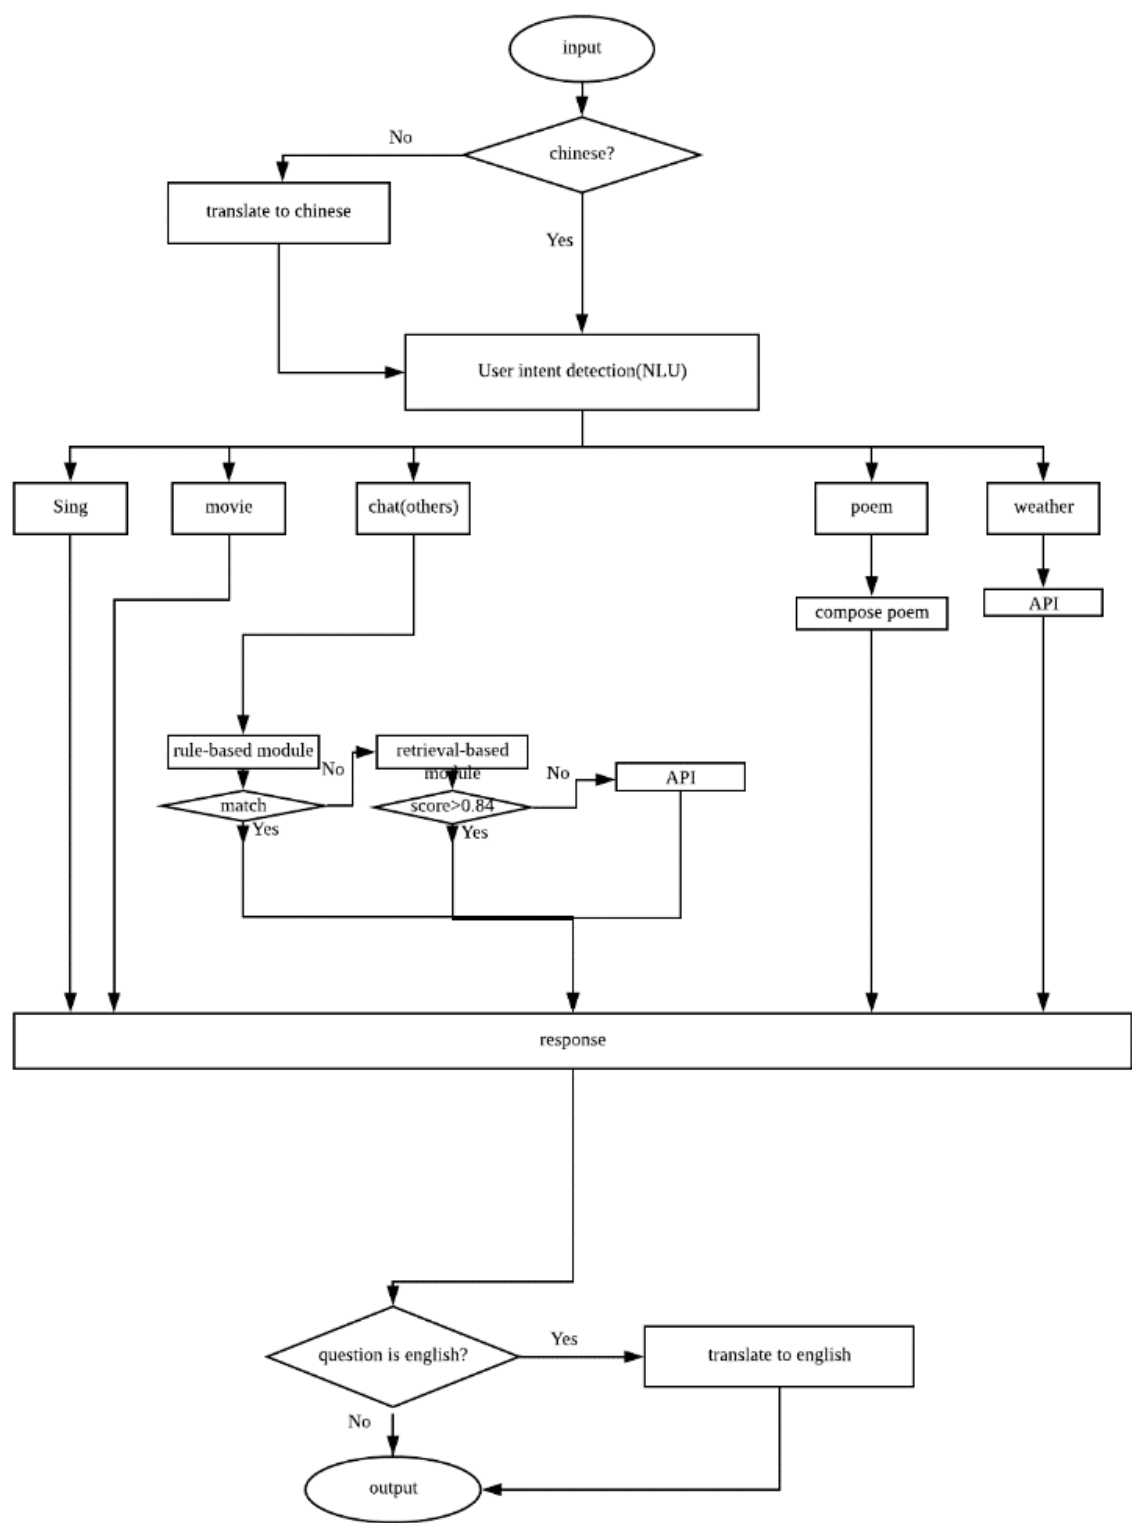 input
chinese?
No
translate to chinese
Yes
User intent detection(NLU)
Sing
movie
chat(others)
poem
weather
compose poem
API
rule-based module
No
retrieval-based
module
No
API
match
score>0.84
Yes
Yes
response
question is english?
Yes
translate to english
No
output